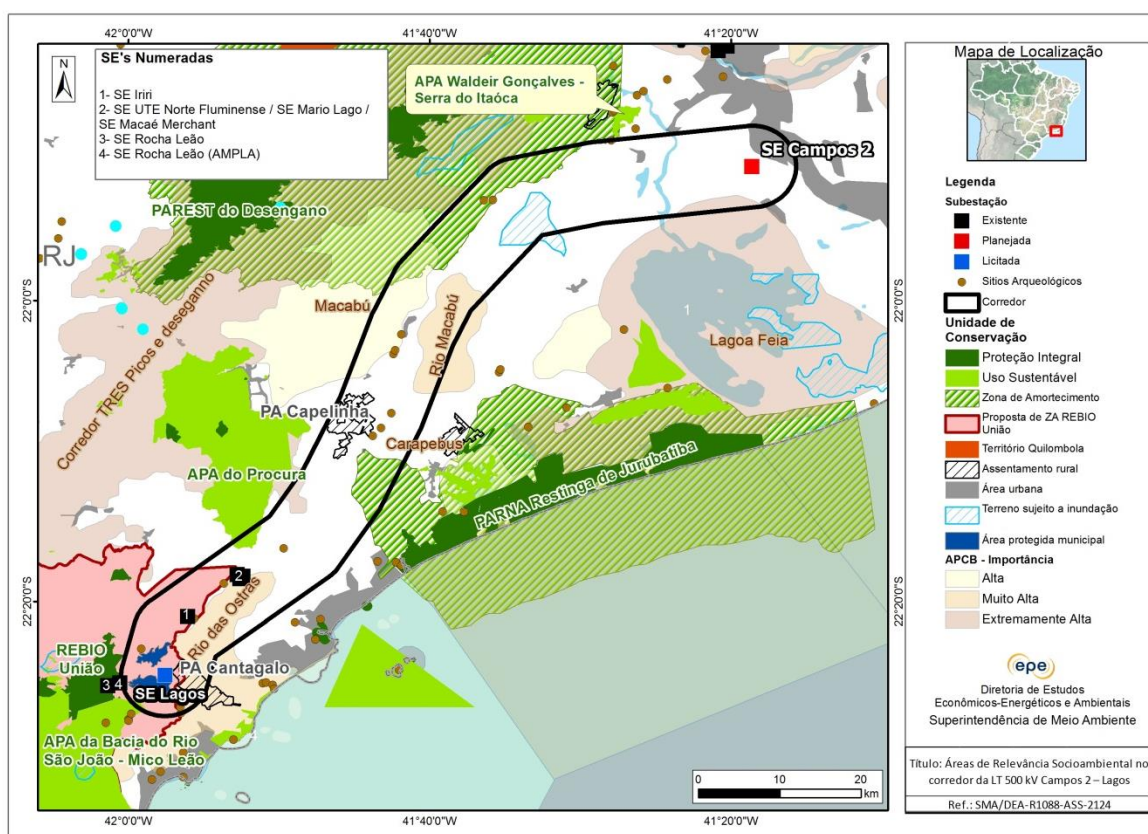 42°0'0"W
41°40'0"W
41°20'0"W
SE's Numeradas
1- SE Iriri
2- SE UTE Norte Fluminense / SE Mario Lago /
SE Macaé Merchant
3- SE Rocha Leão
4- SE Rocha Leão (AMPLA)
N
APA Waldeir Gonçalves -
Serra do Itaóca
SE Campos 2
PAREST do Desengano
RJ
22°0'0"S
22°0'0"S
Macabú
Rio Macabú
1
Lagoa Feia
Corredor TRES Picos e deseganno
PA Capelinha
Carapebus
APA do Procura
PARNA Restinga de Jurubatiba
22°20'0"S
22°20'0"S
2
1
Rio das Ostras
REBIO
União
PA Cantagalo
3
4
SE Lagos
APA da Bacia do Rio
São João - Mico Leão
0
10
20
km
42°0'0"W
41°40'0"W
41°20'0"W
Mapa de Localização
Legenda
Subestação
Existente
Planejada
Licitada
Sitios Arqueológicos
Corredor
Unidade de
Conservação
Proteção Integral
Uso Sustentável
Zona de Amortecimento
Proposta de ZA REBIO
União
Território Quilombola
Assentamento rural
Área urbana
Terreno sujeito a inundação
Área protegida municipal
APCB - Importância
Alta
Muito Alta
Extremamente Alta
epe
Diretoria de Estudos
Econômicos-Energéticos e Ambientais
Superintendência de Meio Ambiente
Título: Áreas de Relevância Socioambiental no
corredor da LT 500 kV Campos 2 – Lagos
Ref.: SMA/DEA-R1088-ASS-2124